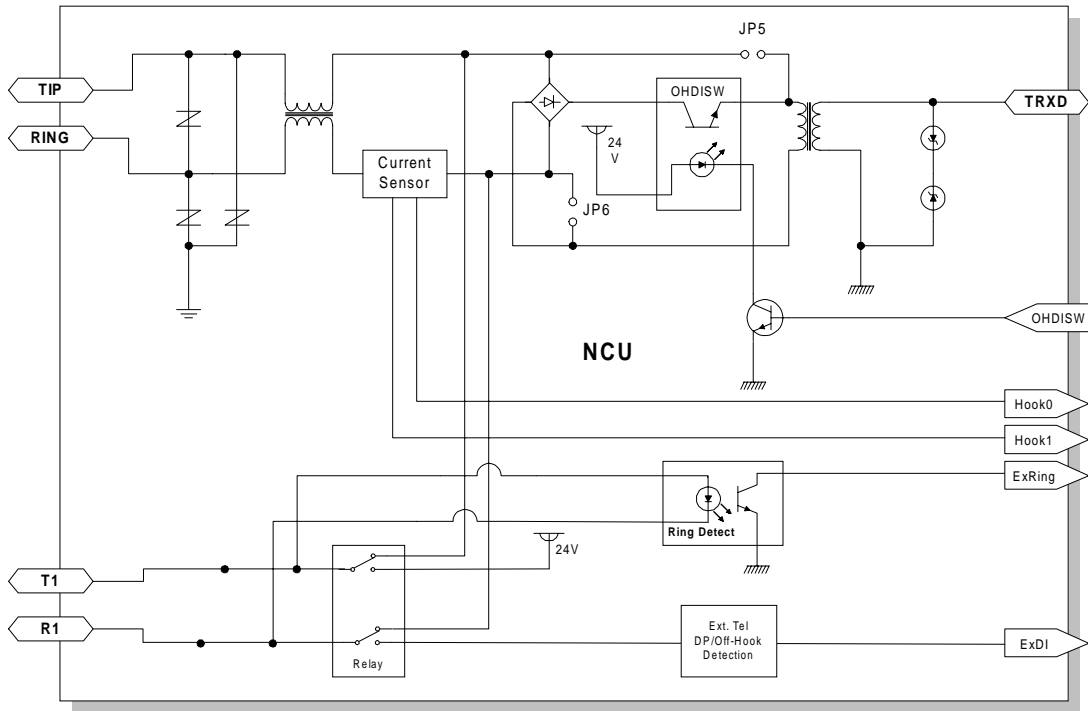 JP5
TIP
OHDISW
TRXD
RING
24
V
Current
Sensor
JP6
OHDISW
NCU
Hook0
Hook1
ExRing
Ring Detect
24V
T1
R1
Ext. Tel
DP/Off-Hook
Detection
ExDI
Relay